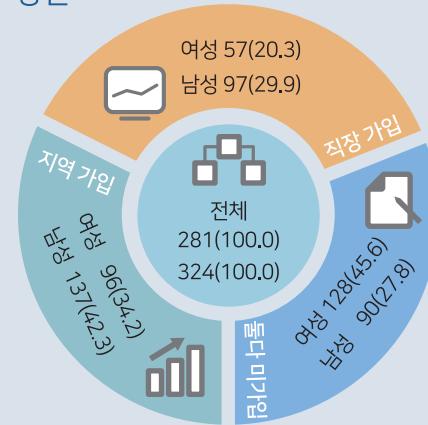 여성 57(20.3)
남성 97(29.9)
직장 가입
지역 가입
여성 96(34.2)
남성 137(42.3)
전체
281(100.0)
324(100.0)
여성 128(45.6)
남성 90(27.8)
둘다 미가입